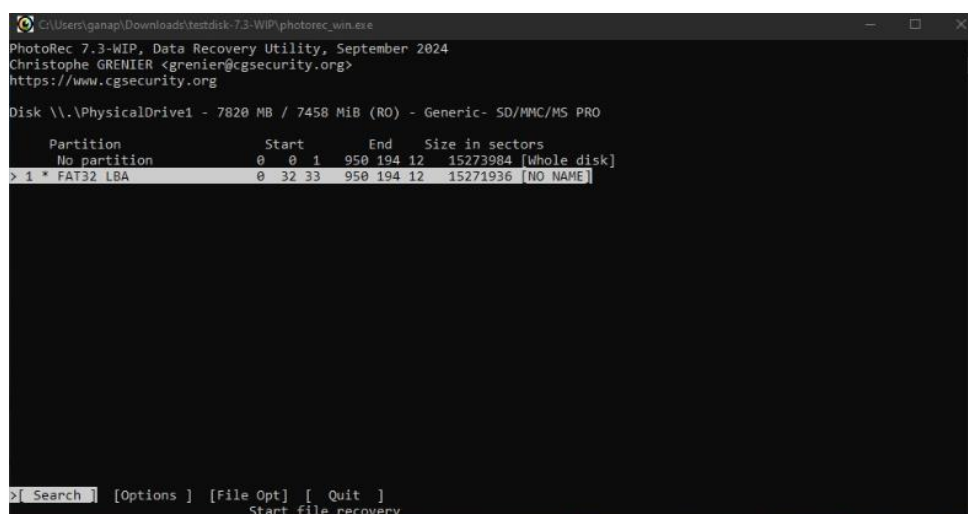 C:\Users\ganap\Downloads\testdisk-7.3-WIP\photorec_win.exe
PhotoRec 7.3-WIP, Data Recovery Utility, September 2024
Christophe GRENIER <grenier@cgsecurity.org>
https://www.cgsecurity.org
Disk \\.\PhysicalDrive1 - 7820 MB / 7458 MiB (RO) - Generic- SD/MMC/MS PRO
Partition Start End Size in sectors
No partition 0 0 1 950 194 12 15273984 [Whole disk]
> 1 * FAT32 LBA 0 32 33 950 194 12 15271936 [NO NAME]
>[ Search ] [Options ] [File Opt] [ Quit ]
Start file recovery